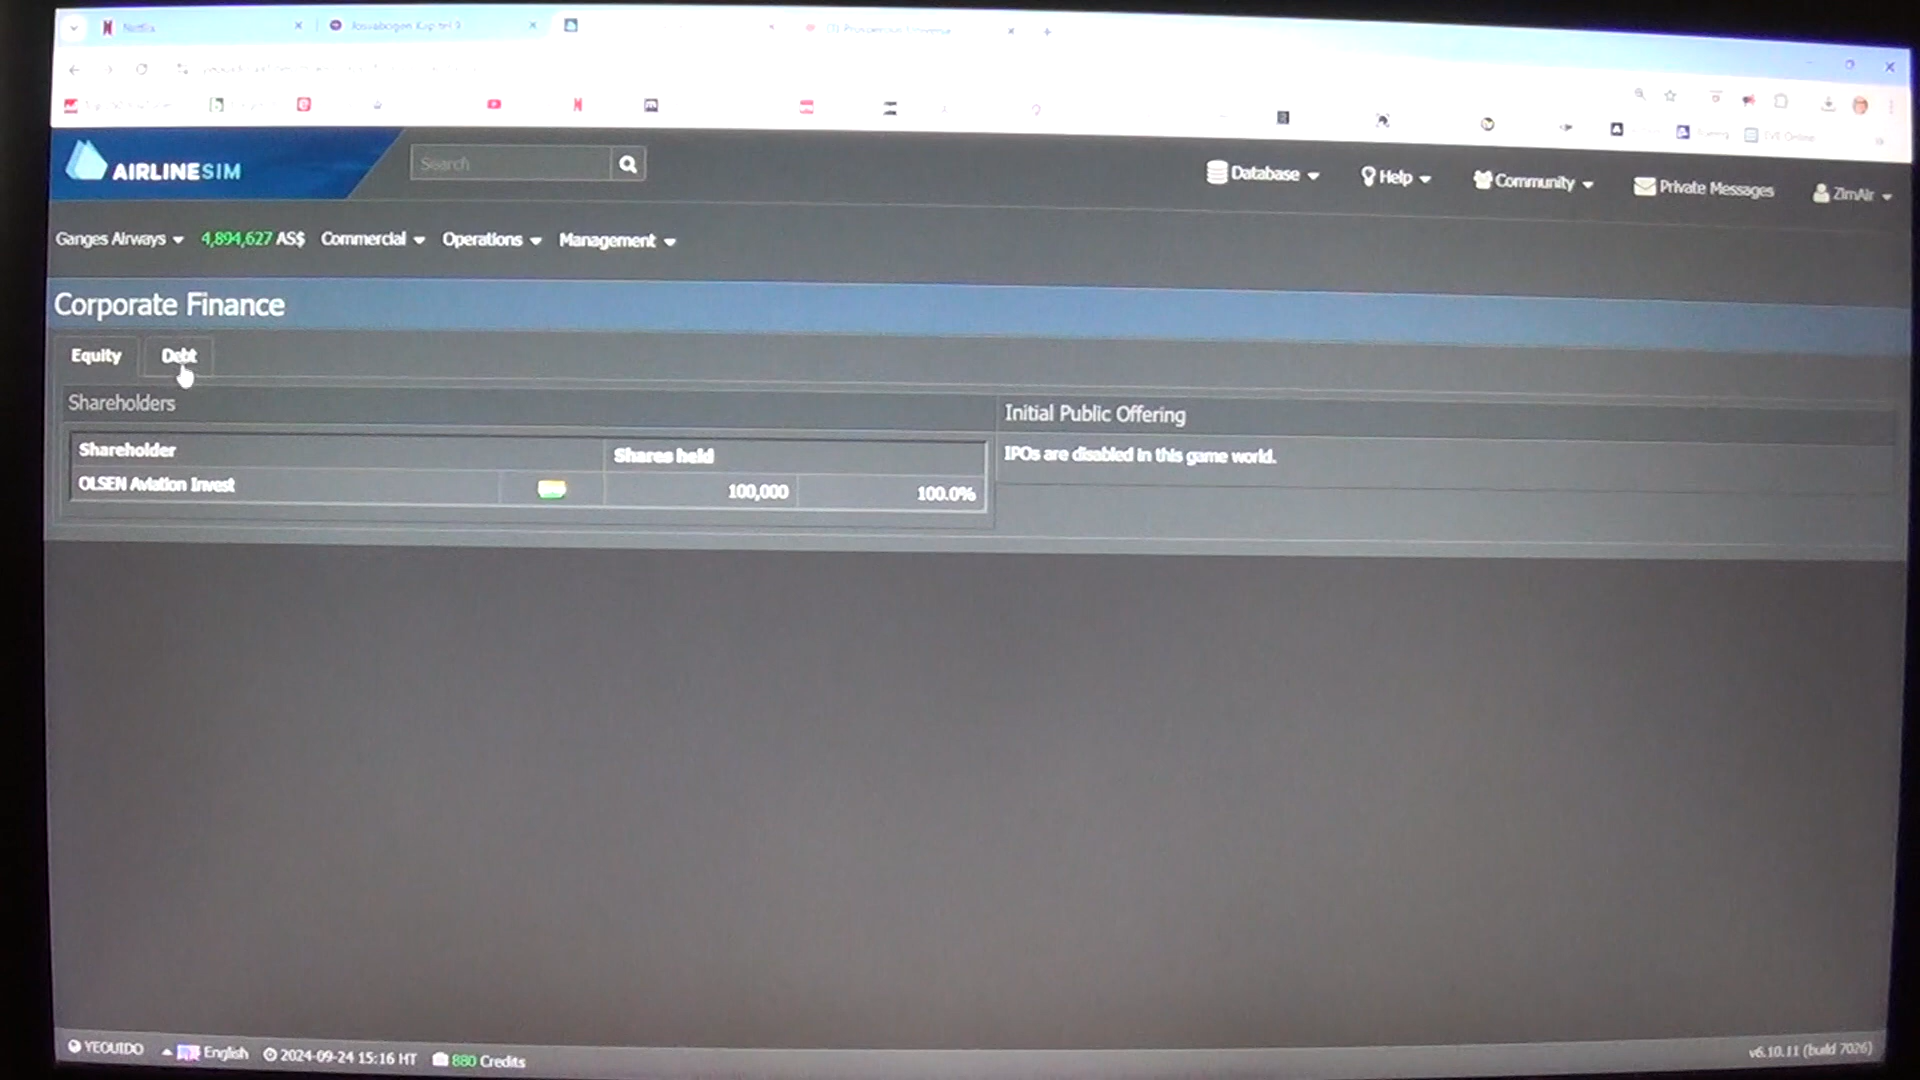 Netflix
AIRLINESIM
Search
Database
Help
Community
Private Messages
ZimAir
EVE Online
Ganges Airways
4,894,627 AS$
Commercial
Operations
Management
Corporate Finance
Equity
Debt
Shareholders
Initial Public Offering
Shareholder
Shares held
IPOs are disabled in this game world.
OLSEN Aviation Invest
100,000
100.0%
YEOUIDO
English
2024-09-24 15:16 HT
880 Credits
v6.10.11 (build 7026)